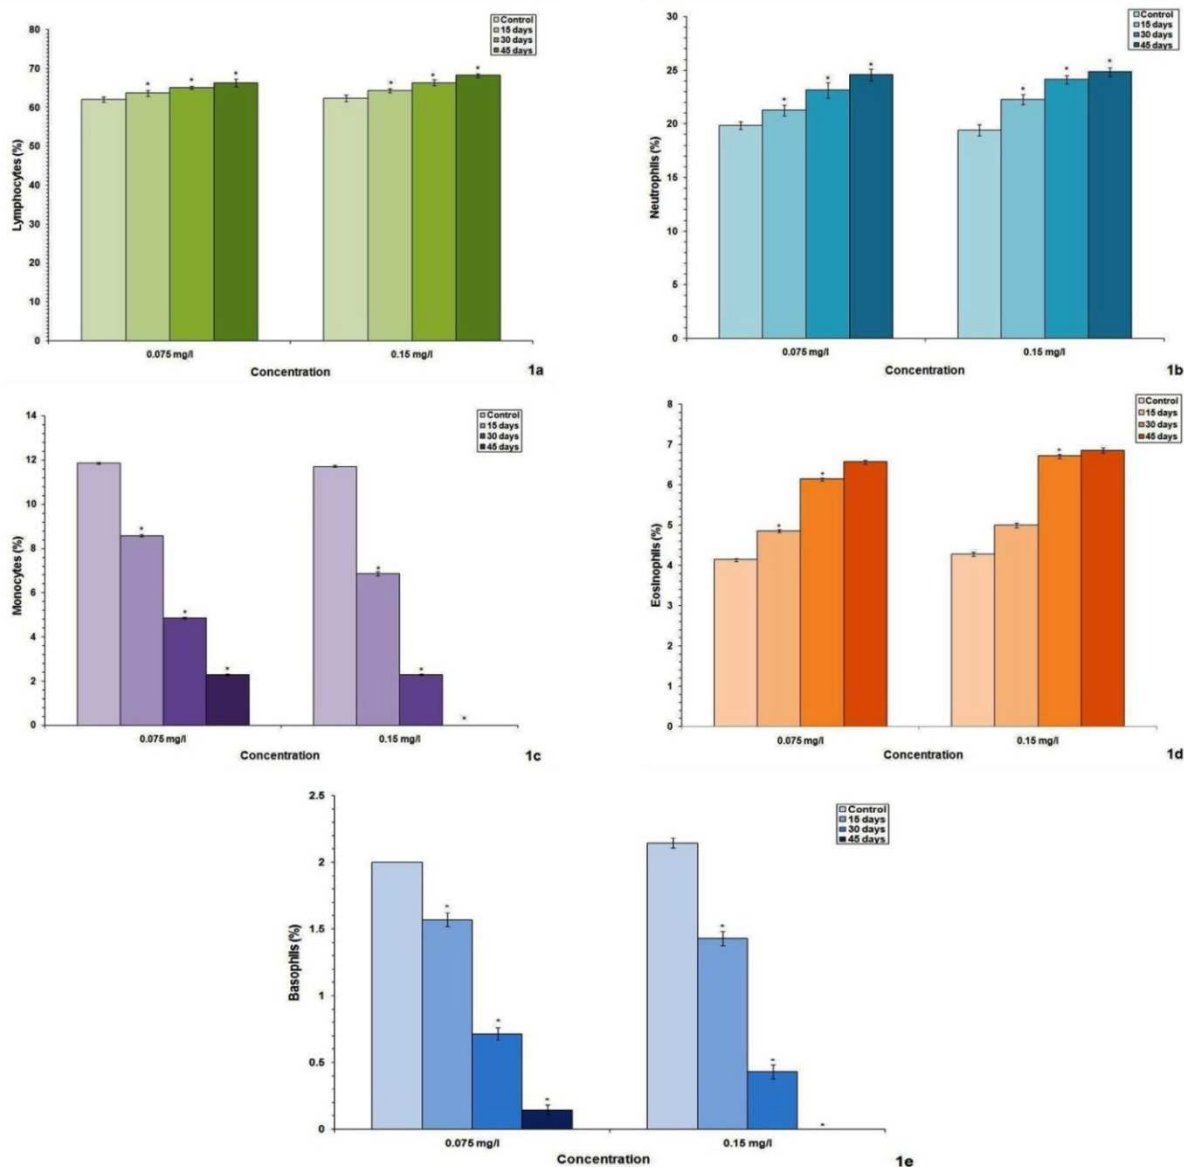 Control
15 days
30 days
45 days
80
70
60
50
40
30
20
10
0
Lymphocytes (%)
* * *
* * *
0.075 mg/l 0.15 mg/l
Concentration
1a
Control
15 days
30 days
45 days
30
25
20
15
10
5
0
Neutrophils (%)
* * *
* * *
0.075 mg/l 0.15 mg/l
Concentration
1b
Control
15 days
30 days
45 days
14
12
10
8
6
4
2
0
Monocytes (%)
* * *
* * *
0.075 mg/l 0.15 mg/l
Concentration
1c
Control
15 days
30 days
45 days
8
7
6
5
4
3
2
1
0
Eosinophils (%)
* *
*
0.075 mg/l 0.15 mg/l
Concentration
1d
Control
15 days
30 days
45 days
2.5
2
1.5
1
0.5
0
Basophils (%)
* * *
* * *
0.075 mg/l 0.15 mg/l
Concentration
1e